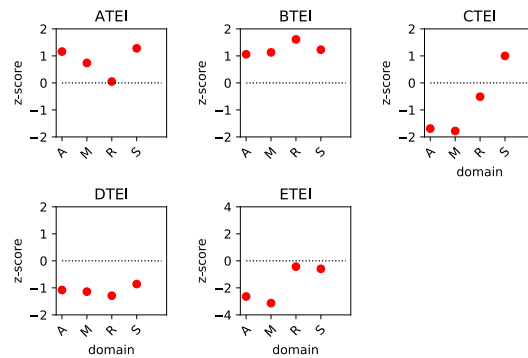 ATEI
BTEI
CTEI
z-score
2
1
0
−1
−2
A
M
R
S
z-score
2
1
0
−1
−2
A
M
R
S
z-score
2
1
0
−1
−2
A
M
R
S
domain
DTEI
ETEI
z-score
2
1
0
−1
−2
A
M
R
S
domain
z-score
4
2
0
−2
−4
A
M
R
S
domain